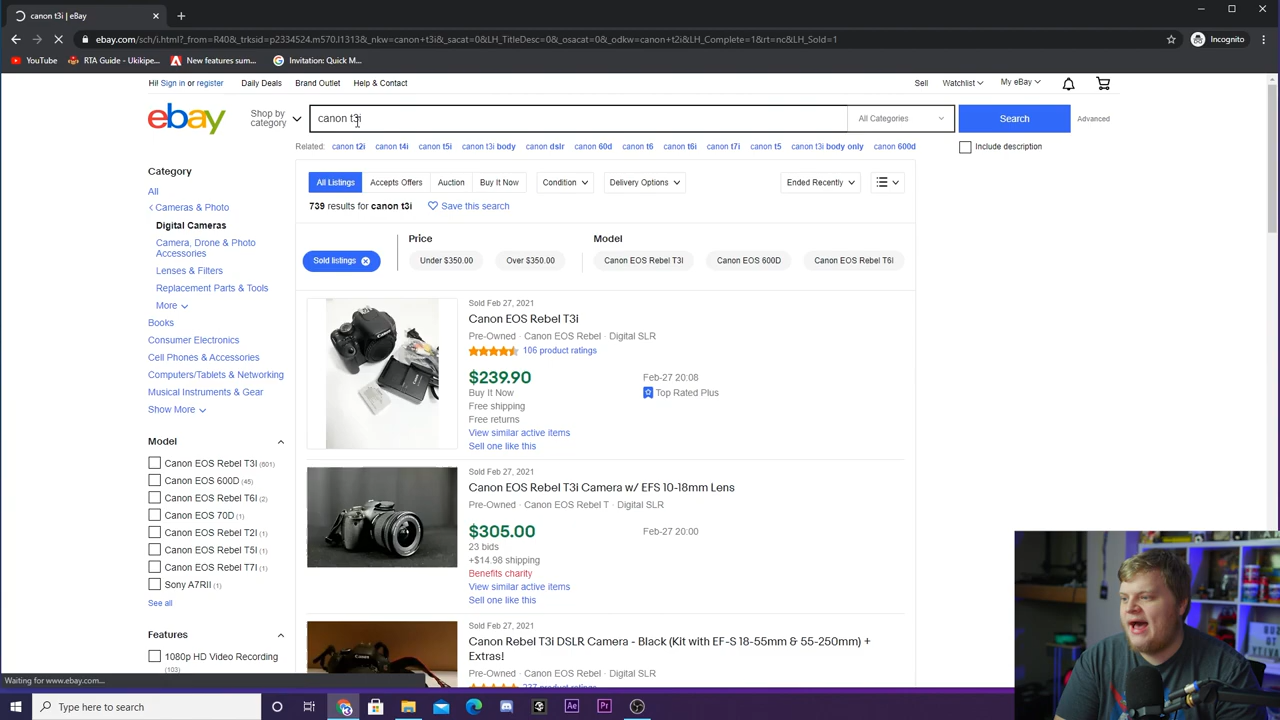 canon t3i | eBay
ebay.com/sch/i.html?_from=R40&_trksid=p2334524.m570.l1313&_nkw=canon+t3i&_sacat=0&LH_TitleDesc=0&_osacat=0&_odkw=canon+t2i&LH_Complete=1&rt=nc&LH_Sold=1
Incognito
YouTube
RTA Guide - Ukikipe...
New features sum...
Invitation: Quick M...
Hi! Sign in or register
Daily Deals
Brand Outlet
Help & Contact
Sell
Watchlist
My eBay
ebay
Shop by category
canon t3i
All Categories
Search
Advanced
Related: canon t2i canon t4i canon t5i canon t3i body canon dslr canon 60d canon t6 canon t6i canon t7i canon t5 canon t3i body only canon 600d
Include description
Category
All
Cameras & Photo
Digital Cameras
Camera, Drone & Photo
Accessories
Lenses & Filters
Replacement Parts & Tools
More
Books
Consumer Electronics
Cell Phones & Accessories
Computers/Tablets & Networking
Musical Instruments & Gear
Show More
Model
Canon EOS Rebel T3I (601)
Canon EOS 600D (45)
Canon EOS Rebel T6I (2)
Canon EOS 70D (1)
Canon EOS Rebel T2I (1)
Canon EOS Rebel T5I (1)
Canon EOS Rebel T7I (1)
Sony A7RII (1)
See all
Features
1080p HD Video Recording
(103)
All Listings
Accepts Offers
Auction
Buy It Now
Condition
Delivery Options
Ended Recently
739 results for canon t3i
Save this search
Price
Model
Sold listings
Under $350.00
Over $350.00
Canon EOS Rebel T3I
Canon EOS 600D
Canon EOS Rebel T6I
Sold Feb 27, 2021
Canon EOS Rebel T3i
Pre-Owned · Canon EOS Rebel · Digital SLR
106 product ratings
$239.90
Feb-27 20:08
Buy It Now
Top Rated Plus
Free shipping
Free returns
View similar active items
Sell one like this
Sold Feb 27, 2021
Canon EOS Rebel T3i Camera w/ EFS 10-18mm Lens
Pre-Owned · Canon EOS Rebel T · Digital SLR
$305.00
Feb-27 20:00
23 bids
+$14.98 shipping
Benefits charity
View similar active items
Sell one like this
Sold Feb 27, 2021
Canon Rebel T3i DSLR Camera - Black (Kit with EF-S 18-55mm & 55-250mm) +
Extras!
Pre-Owned · Canon EOS Rebel T3I · Digital SLR
237 product ratings
Waiting for www.ebay.com...
Type here to search
Ae
Pr